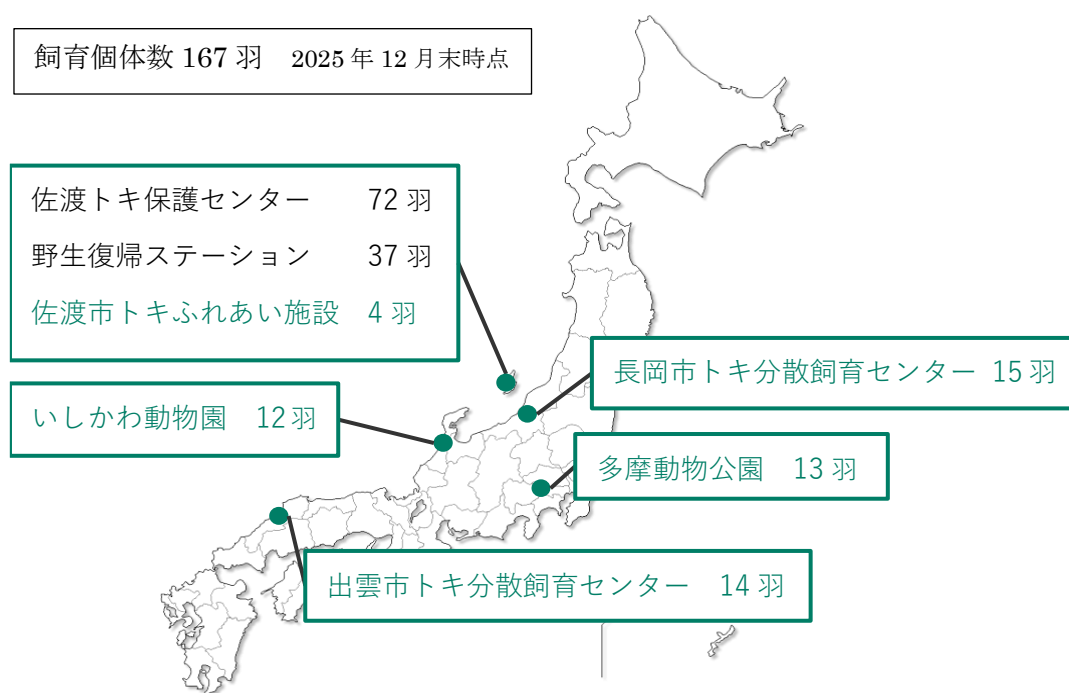 飼育個体数 167 羽 2025 年 12 月末時点
佐渡トキ保護センター 72 羽
野生復帰ステーション 37 羽
佐渡市トキふれあい施設 4 羽
長岡市トキ分散飼育センター 15 羽
いしかわ動物園 12 羽
多摩動物公園 13 羽
出雲市トキ分散飼育センター 14 羽